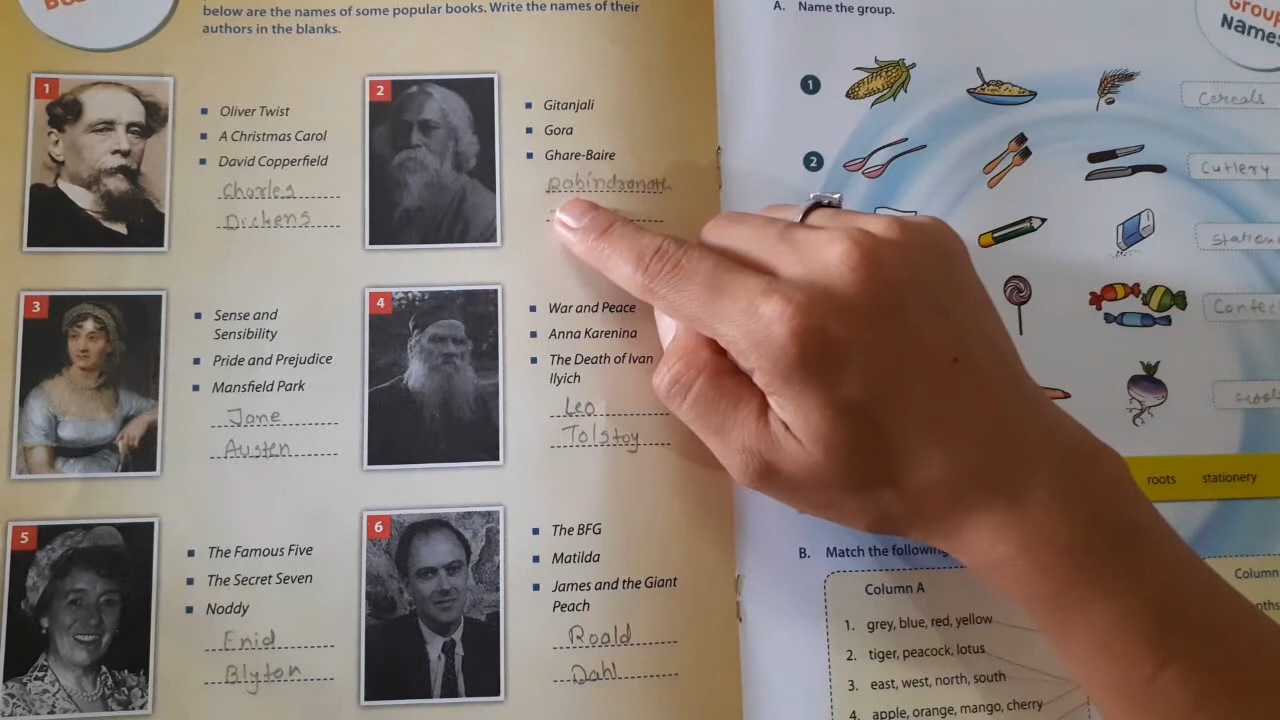 below are the names of some popular books. Write the names of their
authors in the blanks.
1
Oliver Twist
A Christmas Carol
David Copperfield
Charles
Dickens
2
Gitanjali
Gora
Ghare-Baire
Rabindranath
3
Sense and
Sensibility
Pride and Prejudice
Mansfield Park
Jane
Austen
4
War and Peace
Anna Karenina
The Death of Ivan
Ilyich
Leo
Tolstoy
5
The Famous Five
The Secret Seven
Noddy
Enid
Blyton
6
The BFG
Matilda
James and the Giant
Peach
Roald
Dahl
A. Name the group.
Group
Names
1
Cereals
2
Cutlery
roots stationery
B. Match the following
Column A
Column
1. grey, blue, red, yellow
2. tiger, peacock, lotus
3. east, west, north, south
4. apple, orange, mango, cherry